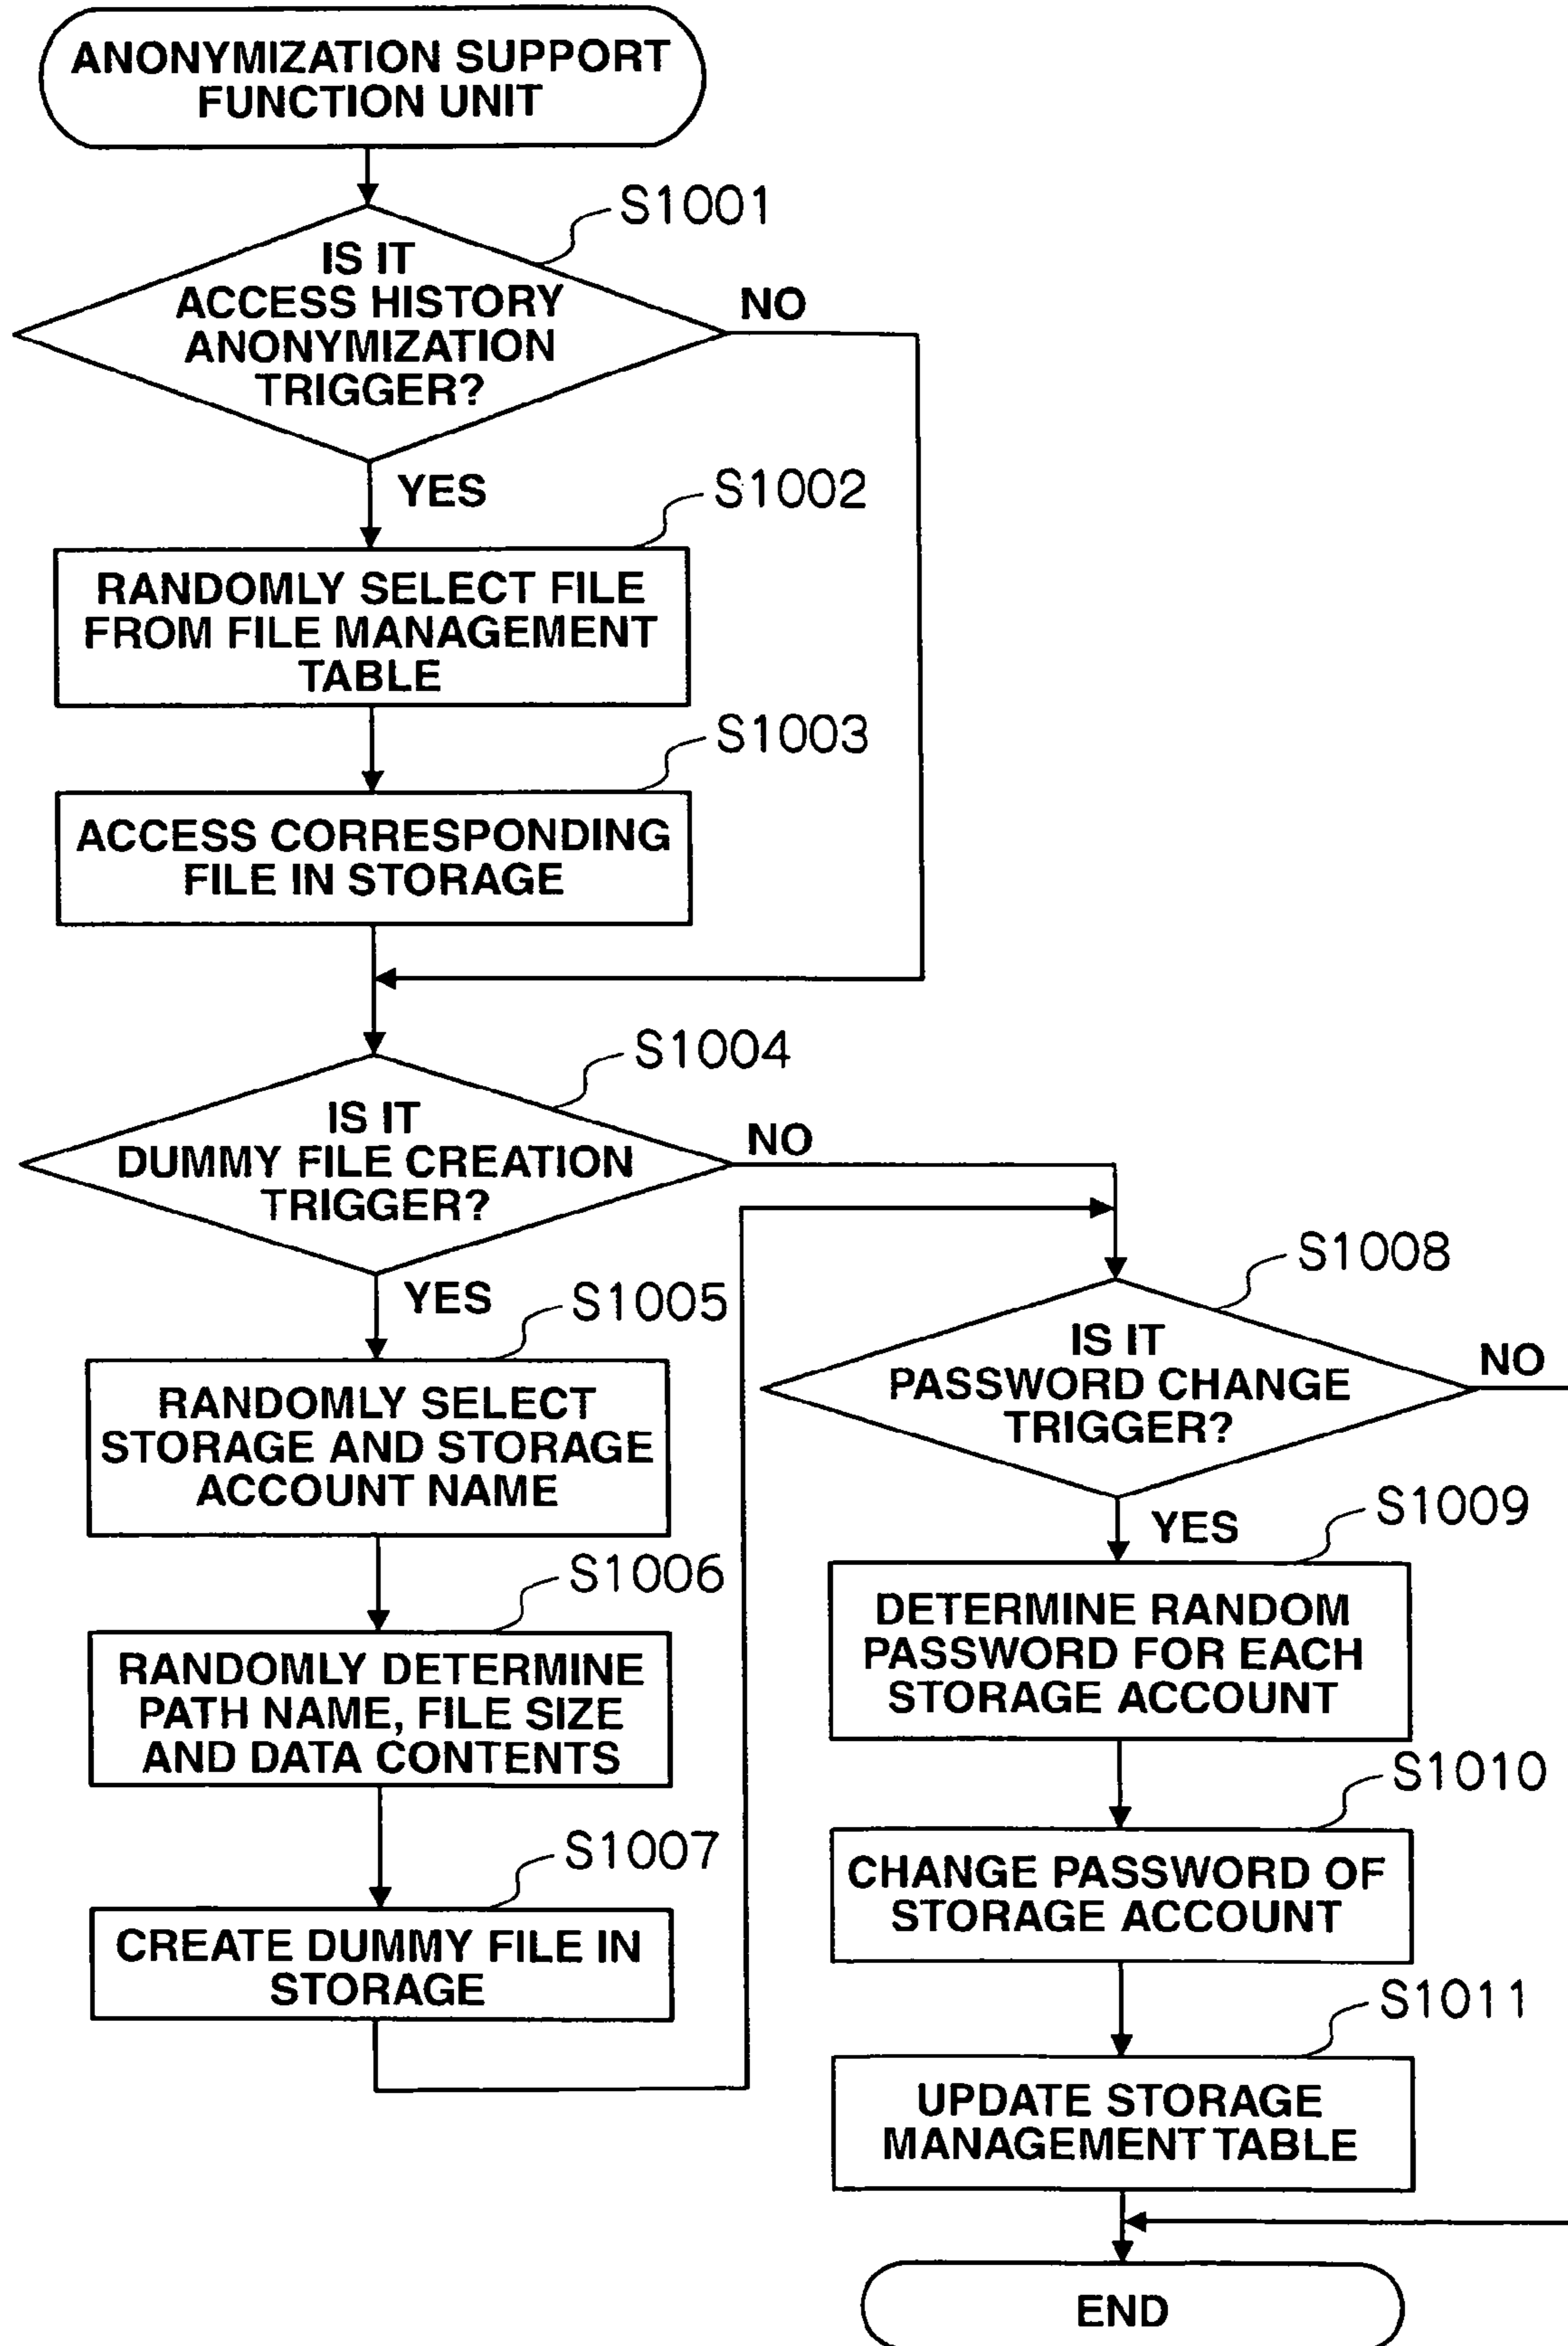 ANONYMIZATION SUPPORT
FUNCTION UNIT
S1001
IS IT
ACCESS HISTORY
ANONYMIZATION
TRIGGER?
NO
YES
S1002
RANDOMLY SELECT FILE
FROM FILE MANAGEMENT
TABLE
S1003
ACCESS CORRESPONDING
FILE IN STORAGE
S1004
IS IT
DUMMY FILE CREATION
TRIGGER?
NO
YES
S1005
RANDOMLY SELECT
STORAGE AND STORAGE
ACCOUNT NAME
S1006
RANDOMLY DETERMINE
PATH NAME, FILE SIZE
AND DATA CONTENTS
S1007
CREATE DUMMY FILE IN
STORAGE
S1008
IS IT
PASSWORD CHANGE
TRIGGER?
NO
YES
S1009
DETERMINE RANDOM
PASSWORD FOR EACH
STORAGE ACCOUNT
S1010
CHANGE PASSWORD OF
STORAGE ACCOUNT
S1011
UPDATE STORAGE
MANAGEMENT TABLE
END